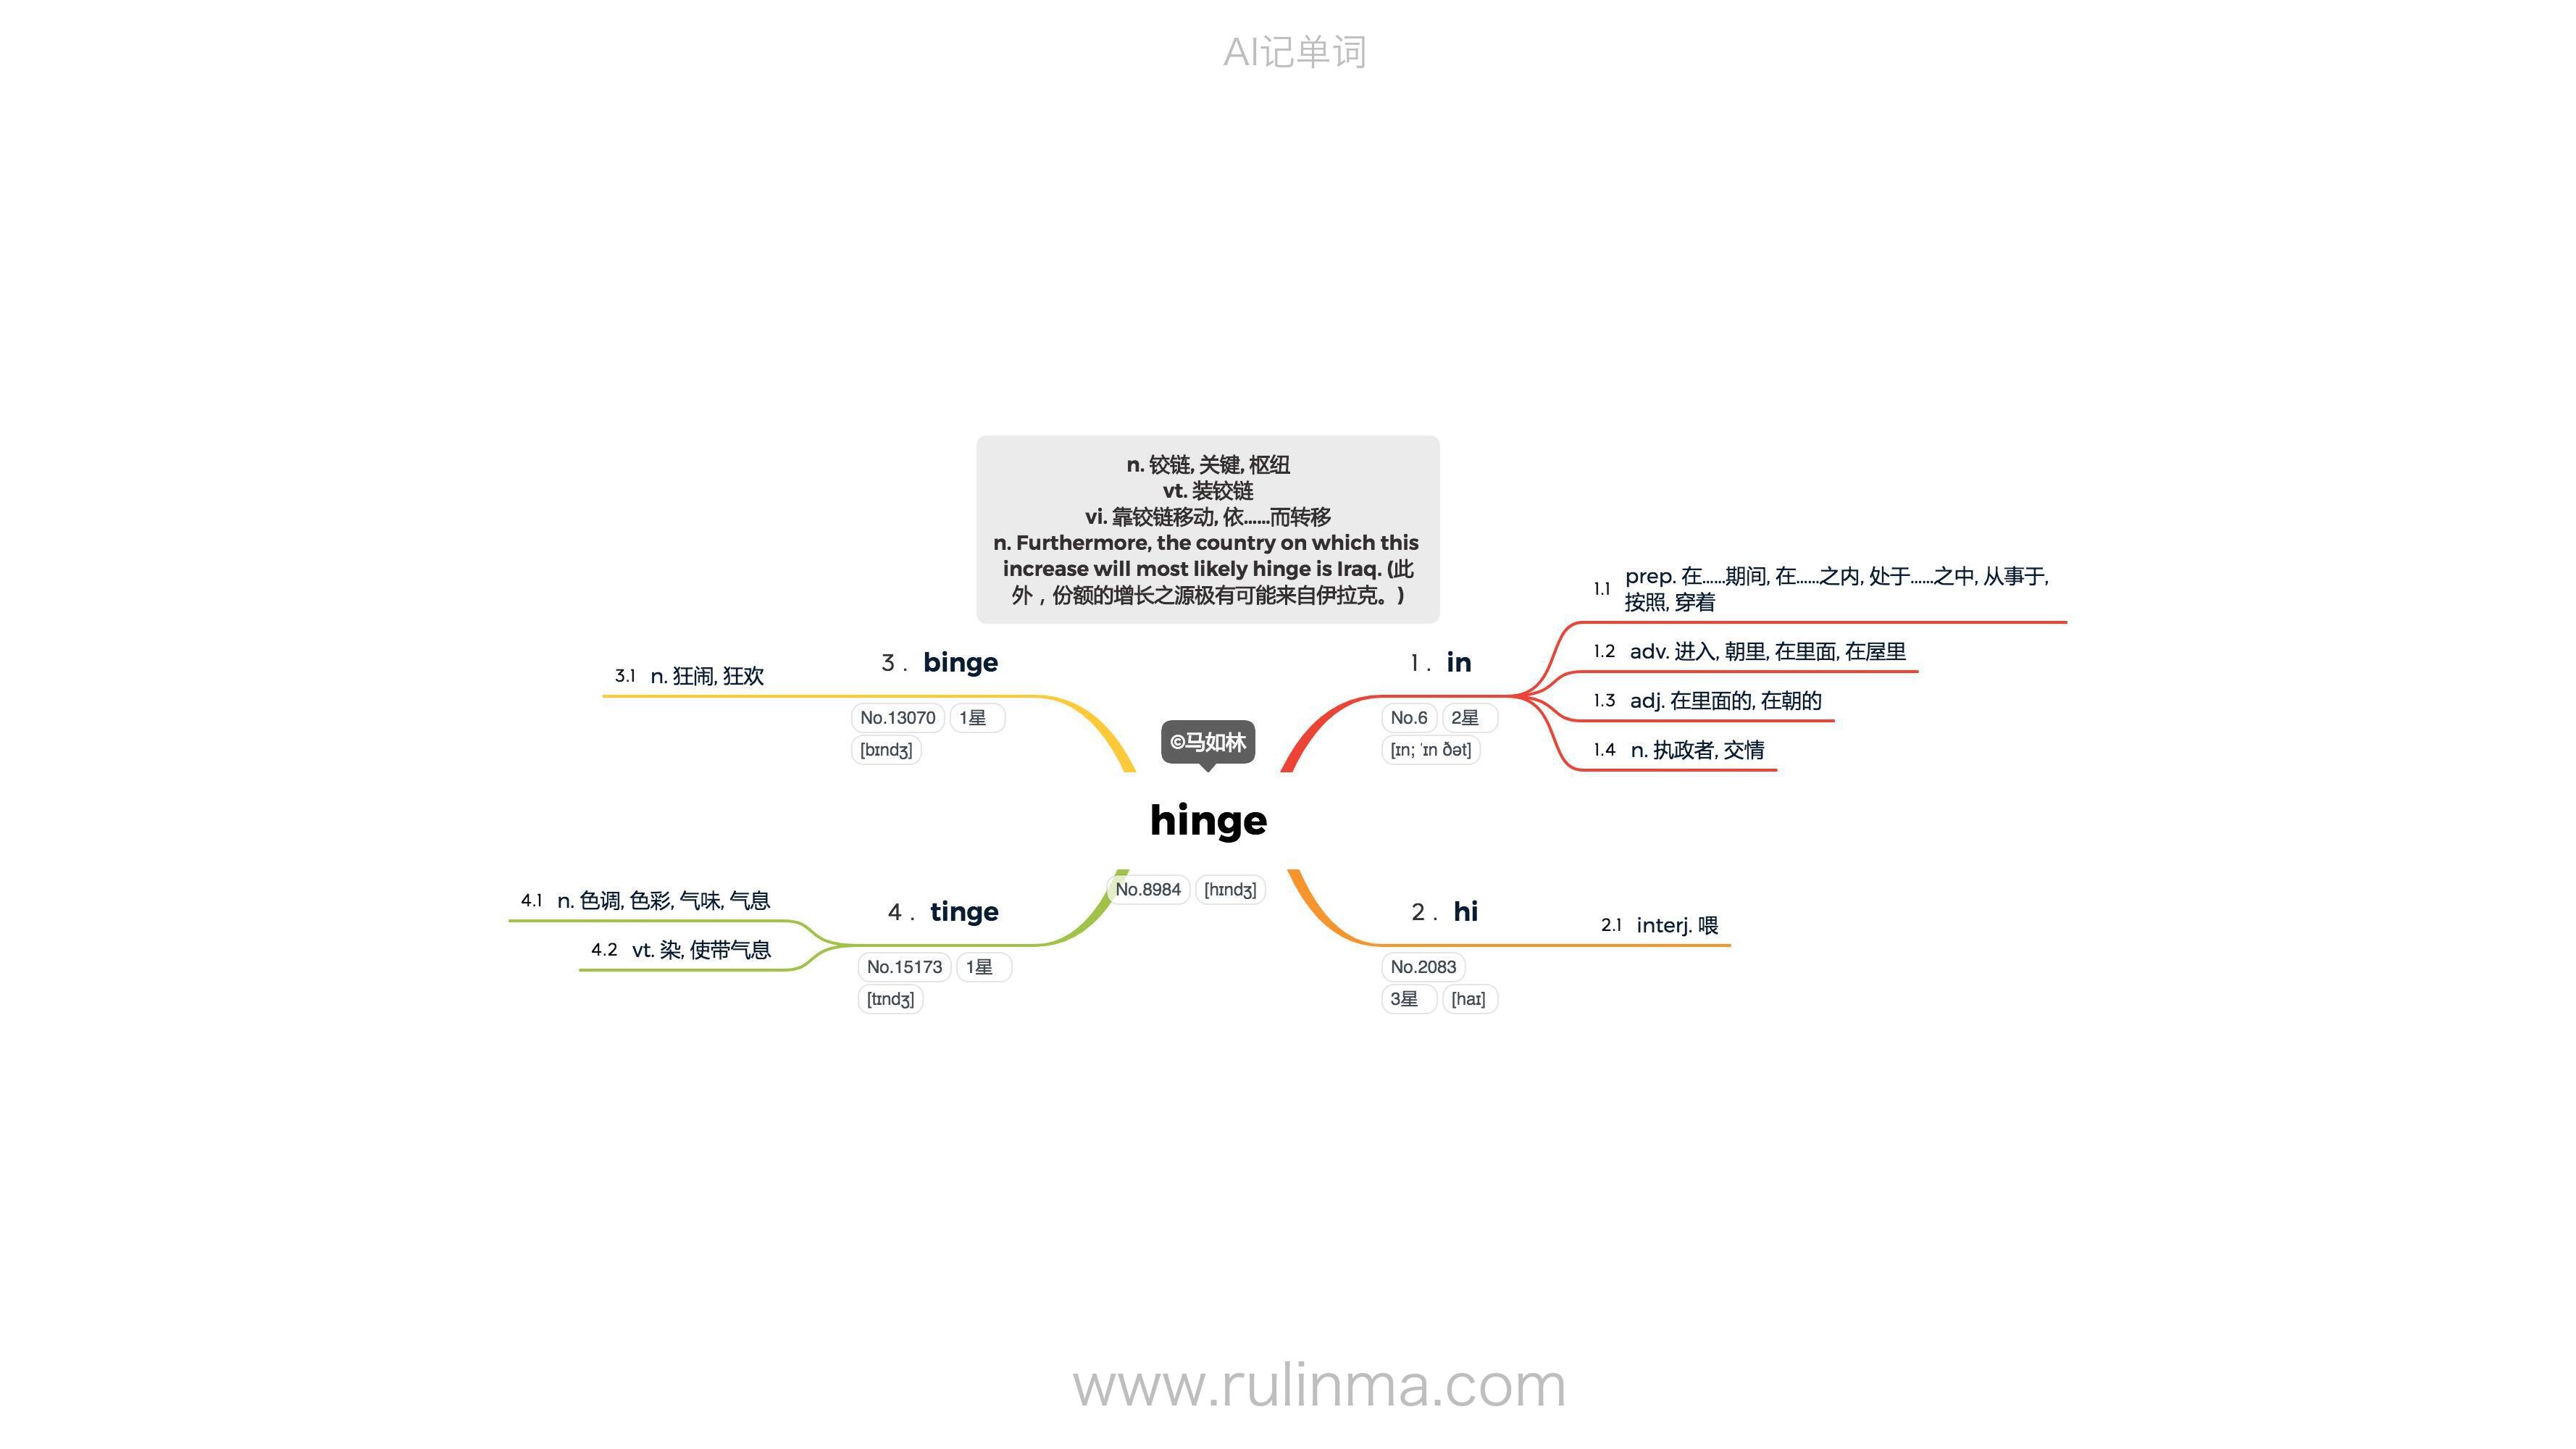 AI记单词
n. 铰链, 关键, 枢纽
vt. 装铰链
vi. 靠铰链移动, 依……而转移
n. Furthermore, the country on which this
increase will most likely hinge is Iraq. (此
外，份额的增长之源极有可能来自伊拉克。)
©马如林
hinge
No.8984 [hɪndʒ]
1. in
No.6 2星
[ɪn; ˈɪn ðət]
1.1 prep. 在……期间, 在……之内, 处于……之中, 从事于,
按照, 穿着
1.2 adv. 进入, 朝里, 在里面, 在屋里
1.3 adj. 在里面的, 在朝的
1.4 n. 执政者, 交情
2. hi
No.2083
3星 [haɪ]
2.1 interj. 喂
3. binge
No.13070 1星
[bɪndʒ]
3.1 n. 狂闹, 狂欢
4. tinge
No.15173 1星
[tɪndʒ]
4.1 n. 色调, 色彩, 气味, 气息
4.2 vt. 染, 使带气息
www.rulinma.com